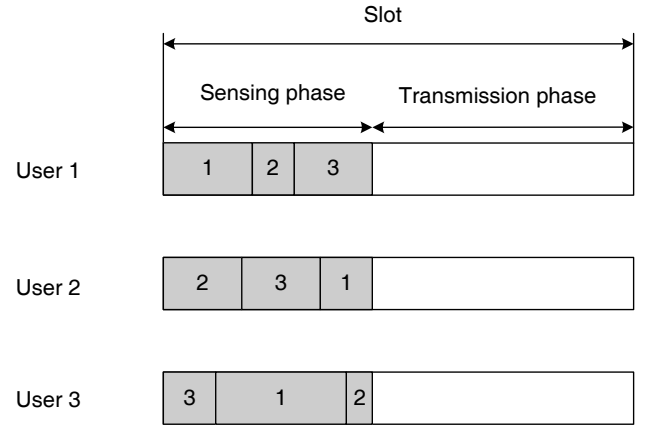 Slot
Sensing phase
Transmission phase
User 1
1 2 3
User 2
2 3 1
User 3
3 1 2